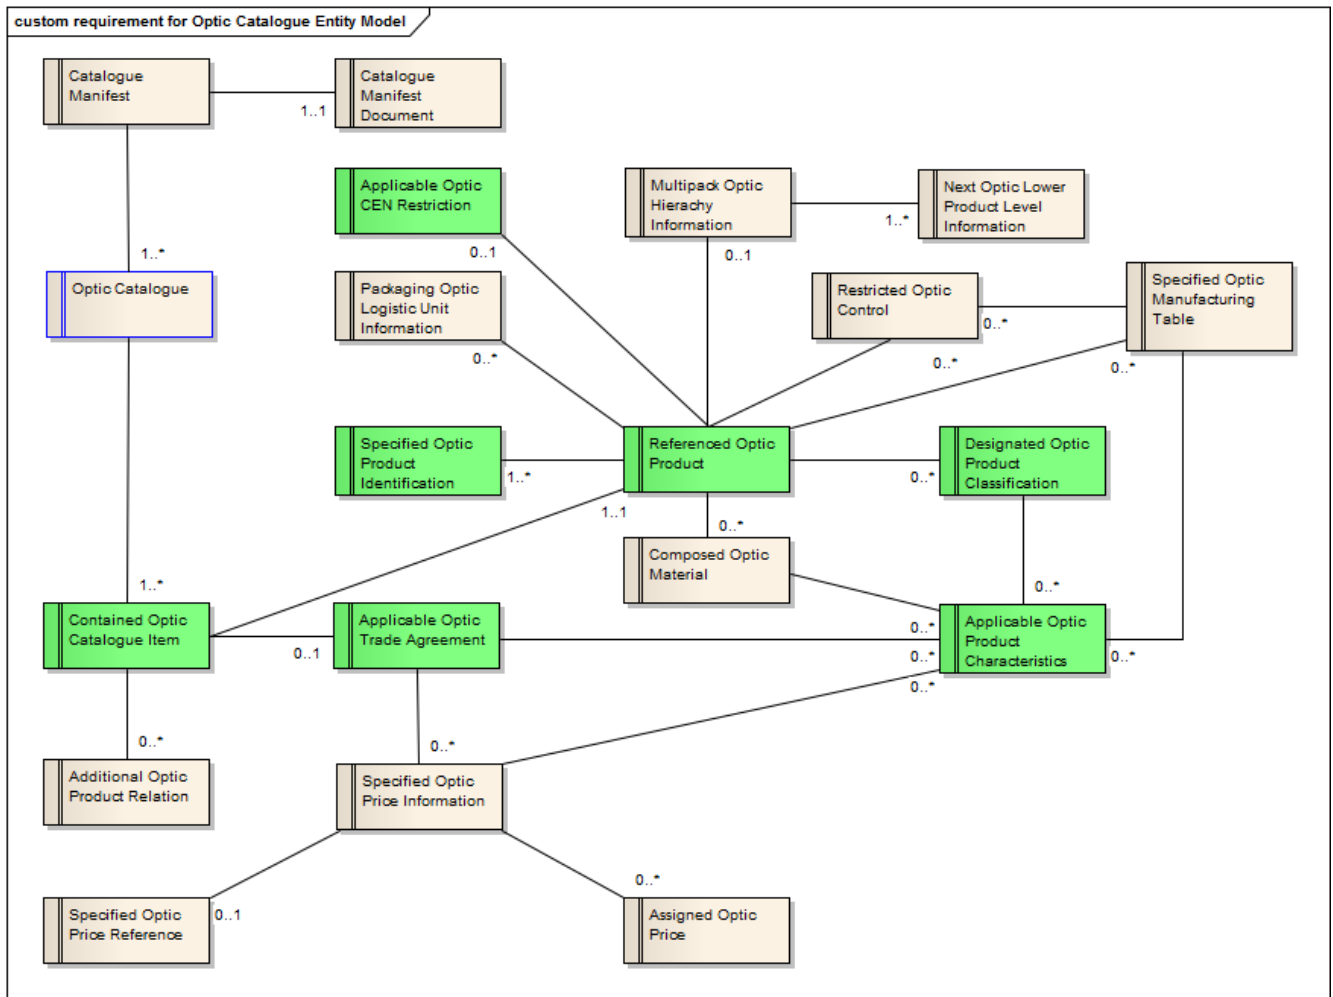 custom requirement for Optic Catalogue Entity Model
Catalogue
Manifest
Catalogue
Manifest
Document
1..1
Applicable Optic
CEN Restriction
0..1
Multipack Optic
Hierachy
Information
0..1
Next Optic Lower
Product Level
Information
1..*
1..*
Optic Catalogue
Packaging Optic
Logistic Unit
Information
0..*
Restricted Optic
Control
0..*
0..*
Specified Optic
Manufacturing
Table
0..*
Specified Optic
Product
Identification
1..*
Referenced Optic
Product
1..1
0..*
Designated Optic
Product
Classification
0..*
Composed Optic
Material
0..*
1..*
Contained Optic
Catalogue Item
0..1
Applicable Optic
Trade Agreement
0..*
0..*
Applicable Optic
Product
Characteristics
0..*
0..*
0..*
Additional Optic
Product Relation
0..*
Specified Optic
Price Information
Specified Optic
Price Reference
0..1
0..*
Assigned Optic
Price